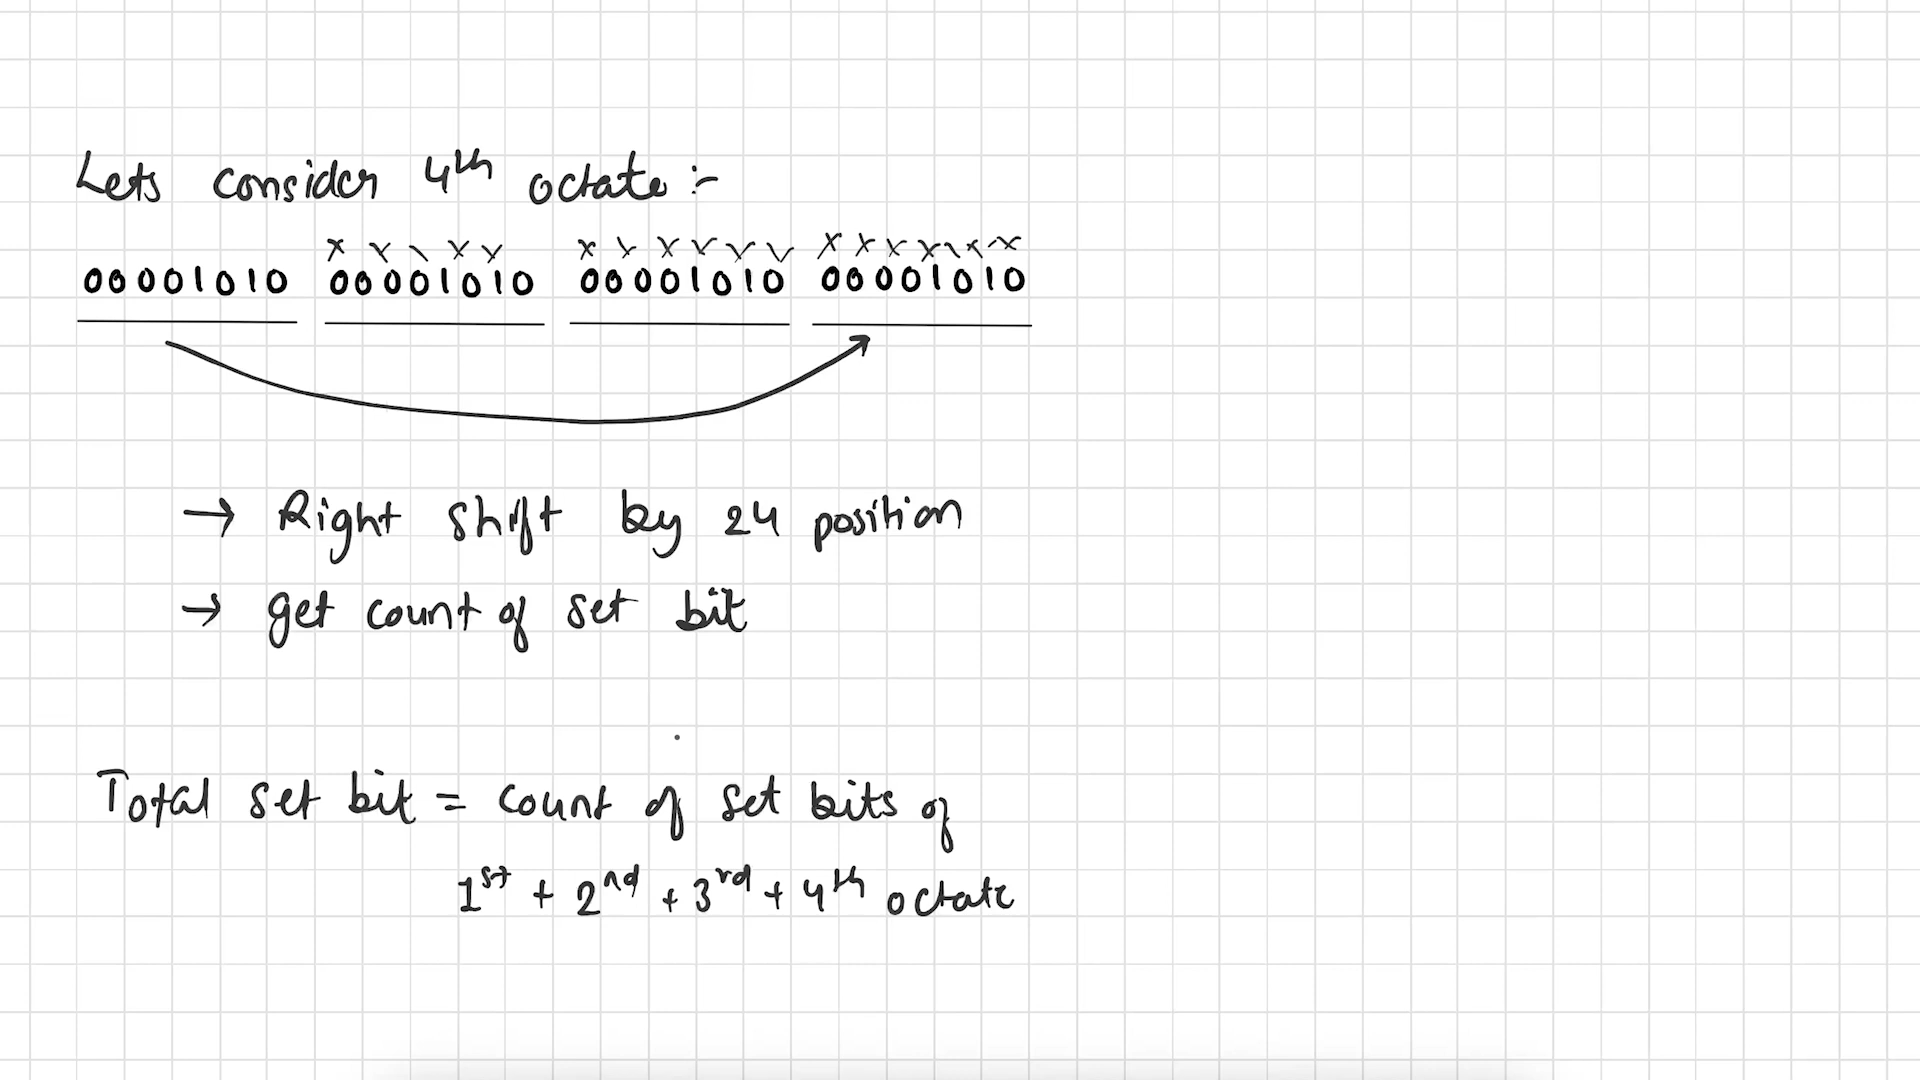 Lets consider 4th octate :-
x x \ x x x x x x x x x x x x \ x x
00001010 00001010 00001010 00001010
→ Right shift by 24 position
→ get count of set bit
Total set bit = count of set bits of
1st + 2nd + 3rd + 4th octate